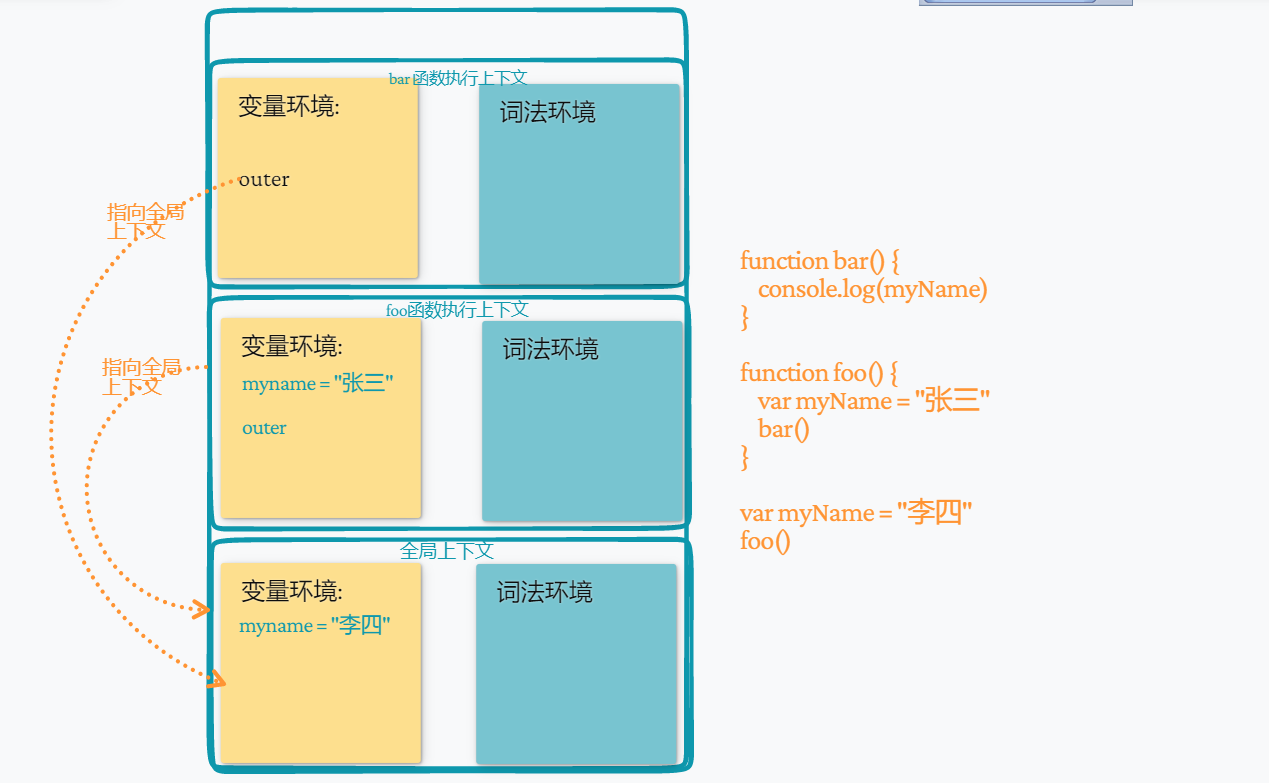 bar 函数执行上下文
变量环境:
词法环境
outer
指向全局
上下文
foo函数执行上下文
变量环境:
词法环境
myname = "张三"
outer
指向全局
上下文
全局上下文
变量环境:
词法环境
myname = "李四"
function bar() {
console.log(myName)
}
function foo() {
var myName = "张三"
bar()
}
var myName = "李四"
foo()